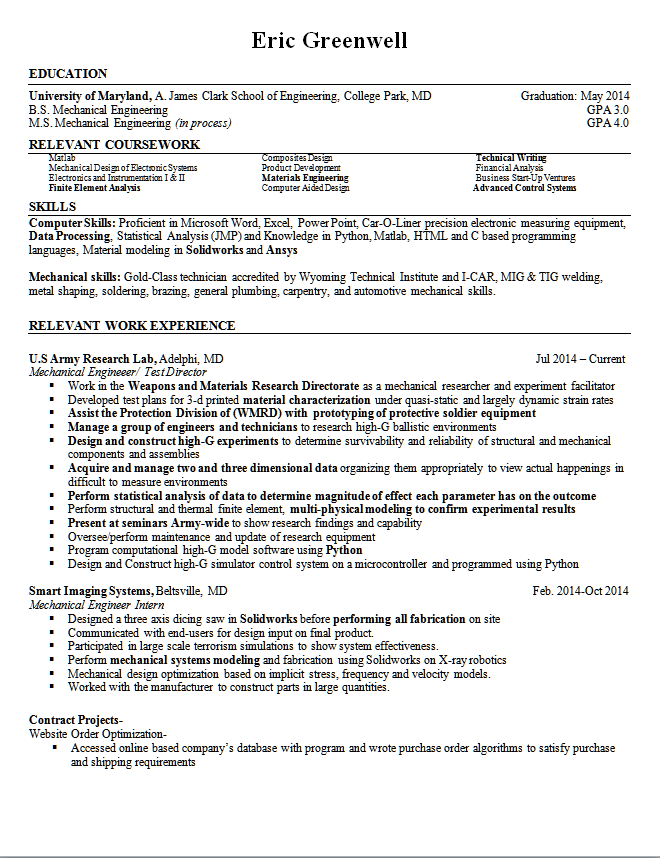 Eric Greenwell
EDUCATION
University of Maryland, A. James Clark School of Engineering, College Park, MD Graduation: May 2014
B.S. Mechanical Engineering GPA 3.0
M.S. Mechanical Engineering (in process) GPA 4.0
RELEVANT COURSEWORK
Matlab Composites Design Technical Writing
Mechanical Design of Electronic Systems Product Development Financial Analysis
Electronics and Instrumentation I & II Materials Engineering Business Start-Up Ventures
Finite Element Analysis Computer Aided Design Advanced Control Systems
SKILLS
Computer Skills: Proficient in Microsoft Word, Excel, PowerPoint, Car-O-Liner precision electronic measuring equipment,
Data Processing, Statistical Analysis (JMP) and Knowledge in Python, Matlab, HTML and C based programming
languages, Material modeling in Solidworks and Ansys
Mechanical skills: Gold-Class technician accredited by Wyoming Technical Institute and I-CAR, MIG & TIG welding,
metal shaping, soldering, brazing, general plumbing, carpentry, and automotive mechanical skills.
RELEVANT WORK EXPERIENCE
U.S Army Research Lab, Adelphi, MD Jul 2014 – Current
Mechanical Engineeer/ Test Director
▪ Work in the Weapons and Materials Research Directorate as a mechanical researcher and experiment facilitator
▪ Developed test plans for 3-d printed material characterization under quasi-static and largely dynamic strain rates
▪ Assist the Protection Division of (WMRD) with prototyping of protective soldier equipment
▪ Manage a group of engineers and technicians to research high-G ballistic environments
▪ Design and construct high-G experiments to determine survivability and reliability of structural and mechanical
components and assemblies
▪ Acquire and manage two and three dimensional data organizing them appropriately to view actual happenings in
difficult to measure environments
▪ Perform statistical analysis of data to determine magnitude of effect each parameter has on the outcome
▪ Perform structural and thermal finite element, multi-physical modeling to confirm experimental results
▪ Present at seminars Army-wide to show research findings and capability
▪ Oversee/perform maintenance and update of research equipment
▪ Program computational high-G model software using Python
▪ Design and Construct high-G simulator control system on a microcontroller and programmed using Python
Smart Imaging Systems, Beltsville, MD Feb. 2014-Oct 2014
Mechanical Engineer Intern
▪ Designed a three axis dicing saw in Solidworks before performing all fabrication on site
▪ Communicated with end-users for design input on final product.
▪ Participated in large scale terrorism simulations to show system effectiveness.
▪ Perform mechanical systems modeling and fabrication using Solidworks on X-ray robotics
▪ Mechanical design optimization based on implicit stress, frequency and velocity models.
▪ Worked with the manufacturer to construct parts in large quantities.
Contract Projects-
Website Order Optimization-
▪ Accessed online based company's database with program and wrote purchase order algorithms to satisfy purchase
and shipping requirements